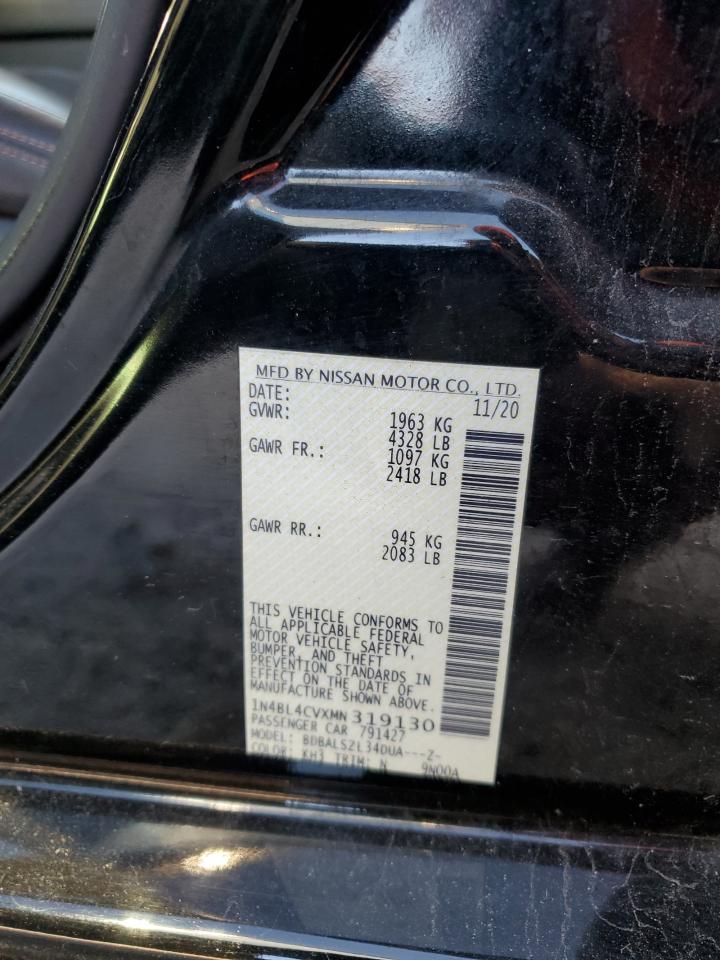 MFD BY NISSAN MOTOR CO., LTD.
DATE: 11/20
GVWR: 1963 KG
4328 LB
GAWR FR.: 1097 KG
2418 LB
GAWR RR.: 945 KG
2083 LB
THIS VEHICLE CONFORMS TO
ALL APPLICABLE FEDERAL
MOTOR VEHICLE SAFETY,
BUMPER, AND THEFT
PREVENTION STANDARDS IN
EFFECT ON THE DATE OF
MANUFACTURE SHOWN ABOVE.
1N4BL4CVXMN319130
PASSENGER CAR 791427
MODEL: BDBALS2L34DUA---Z-
COLOR: KH3 TRIM: N 9N00A